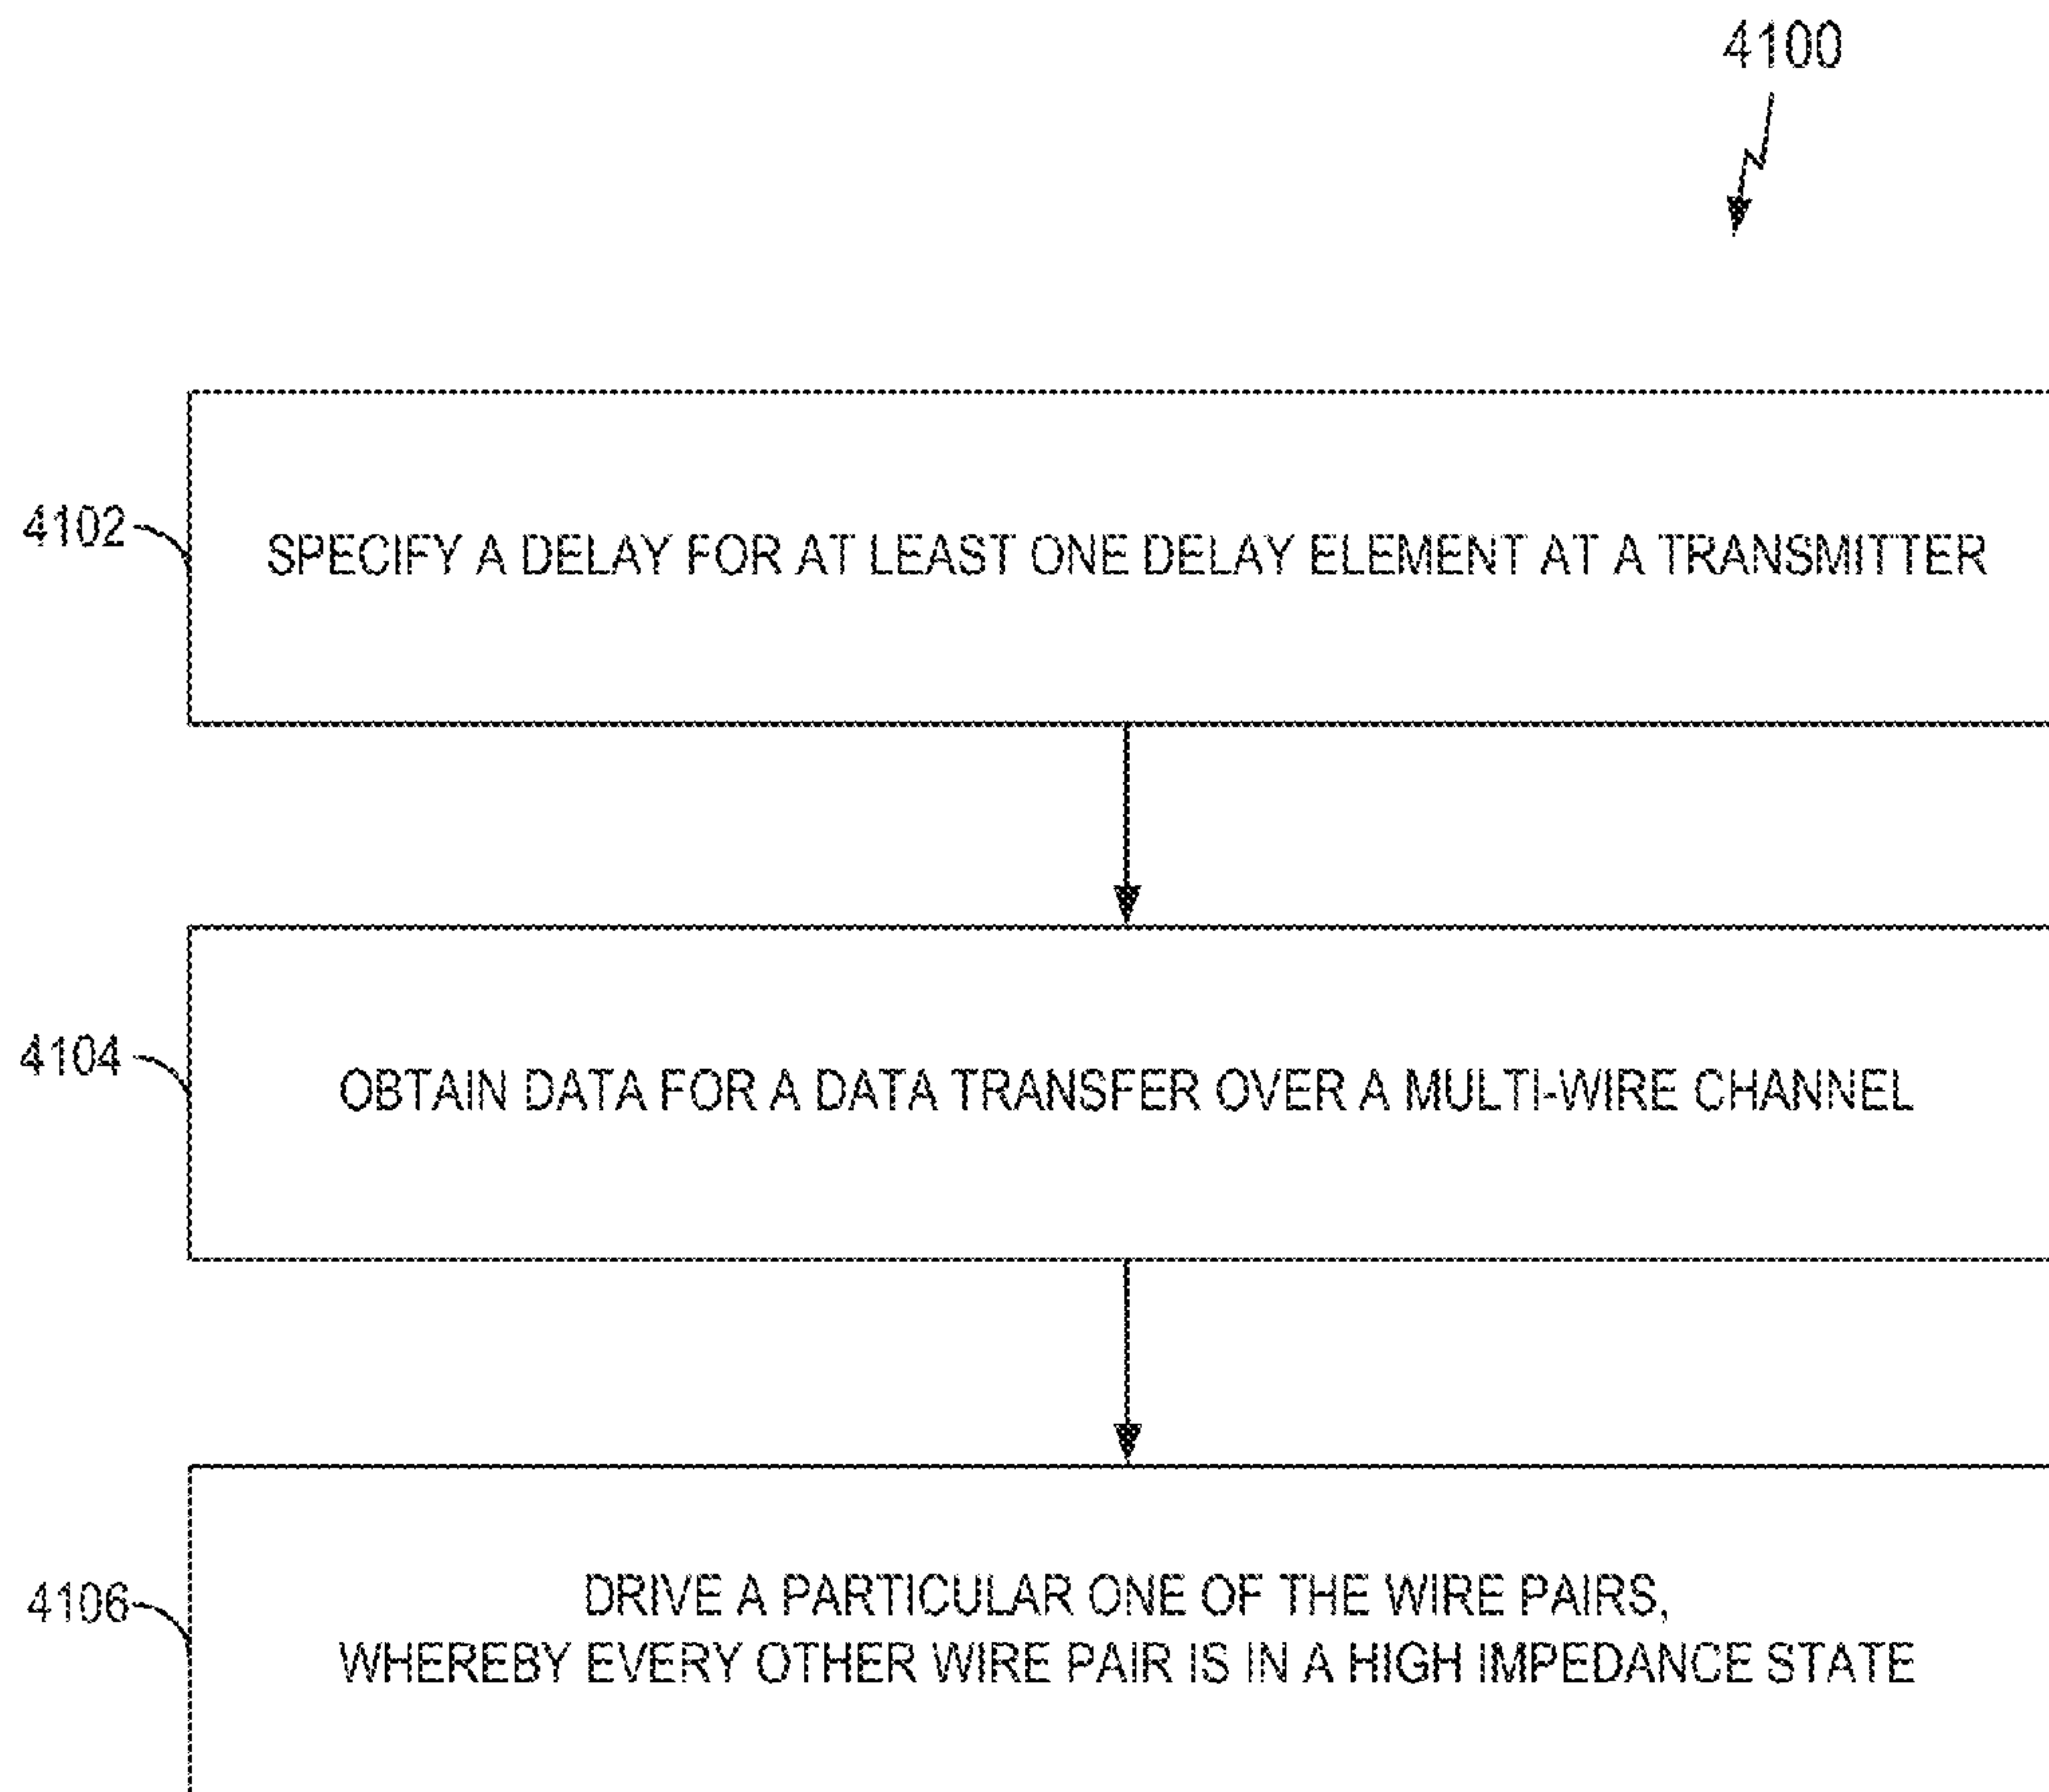 4100
4102
SPECIFY A DELAY FOR AT LEAST ONE DELAY ELEMENT AT A TRANSMITTER
4104
OBTAIN DATA FOR A DATA TRANSFER OVER A MULTI-WIRE CHANNEL
4106
DRIVE A PARTICULAR ONE OF THE WIRE PAIRS,
WHEREBY EVERY OTHER WIRE PAIR IS IN A HIGH IMPEDANCE STATE